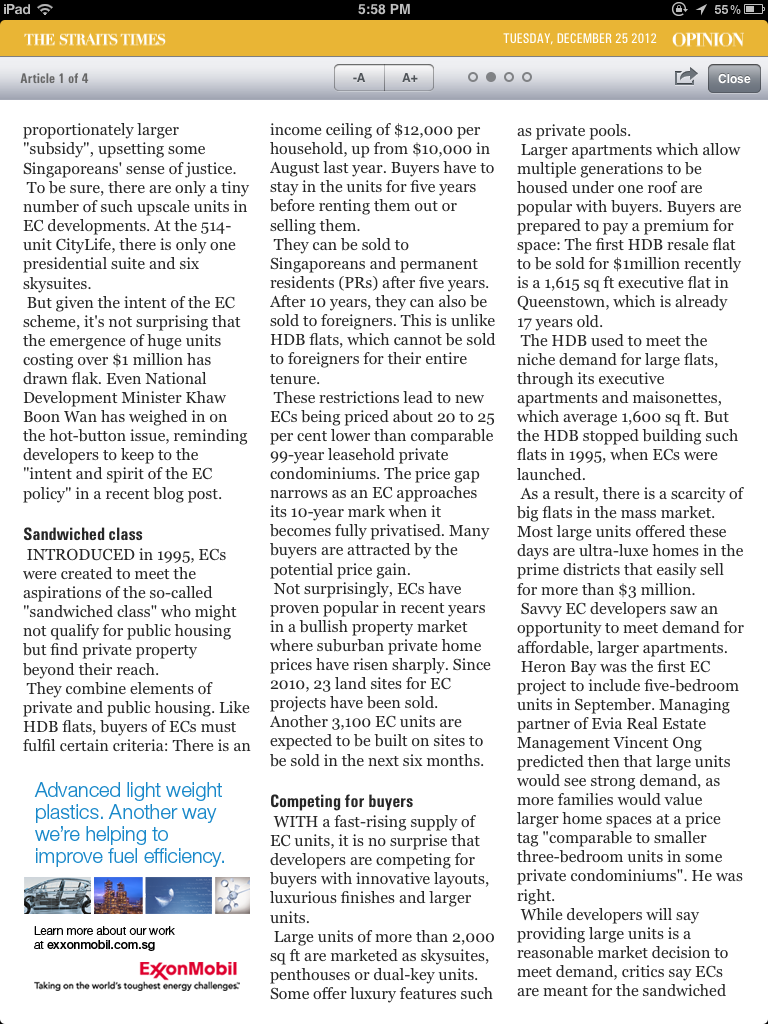 iPad
5:58 PM
55%
THE STRAITS TIMES
TUESDAY, DECEMBER 25 2012
OPINION
Article 1 of 4
-A
A+
Close
proportionately larger
"subsidy", upsetting some
Singaporeans' sense of justice.
To be sure, there are only a tiny
number of such upscale units in
EC developments. At the 514-
unit CityLife, there is only one
presidential suite and six
skysuites.
But given the intent of the EC
scheme, it's not surprising that
the emergence of huge units
costing over $1 million has
drawn flak. Even National
Development Minister Khaw
Boon Wan has weighed in on
the hot-button issue, reminding
developers to keep to the
"intent and spirit of the EC
policy" in a recent blog post.
Sandwiched class
INTRODUCED in 1995, ECs
were created to meet the
aspirations of the so-called
"sandwiched class" who might
not qualify for public housing
but find private property
beyond their reach.
They combine elements of
private and public housing. Like
HDB flats, buyers of ECs must
fulfil certain criteria: There is an
Advanced light weight
plastics. Another way
we're helping to
improve fuel efficiency.
Learn more about our work
at exxonmobil.com.sg
ExxonMobil
Taking on the world's toughest energy challenges.™
income ceiling of $12,000 per
household, up from $10,000 in
August last year. Buyers have to
stay in the units for five years
before renting them out or
selling them.
They can be sold to
Singaporeans and permanent
residents (PRs) after five years.
After 10 years, they can also be
sold to foreigners. This is unlike
HDB flats, which cannot be sold
to foreigners for their entire
tenure.
These restrictions lead to new
ECs being priced about 20 to 25
per cent lower than comparable
99-year leasehold private
condominiums. The price gap
narrows as an EC approaches
its 10-year mark when it
becomes fully privatised. Many
buyers are attracted by the
potential price gain.
Not surprisingly, ECs have
proven popular in recent years
in a bullish property market
where suburban private home
prices have risen sharply. Since
2010, 23 land sites for EC
projects have been sold.
Another 3,100 EC units are
expected to be built on sites to
be sold in the next six months.
Competing for buyers
WITH a fast-rising supply of
EC units, it is no surprise that
developers are competing for
buyers with innovative layouts,
luxurious finishes and larger
units.
Large units of more than 2,000
sq ft are marketed as skysuites,
penthouses or dual-key units.
Some offer luxury features such
as private pools.
Larger apartments which allow
multiple generations to be
housed under one roof are
popular with buyers. Buyers are
prepared to pay a premium for
space: The first HDB resale flat
to be sold for $1million recently
is a 1,615 sq ft executive flat in
Queenstown, which is already
17 years old.
The HDB used to meet the
niche demand for large flats,
through its executive
apartments and maisonettes,
which average 1,600 sq ft. But
the HDB stopped building such
flats in 1995, when ECs were
launched.
As a result, there is a scarcity of
big flats in the mass market.
Most large units offered these
days are ultra-luxe homes in the
prime districts that easily sell
for more than $3 million.
Savvy EC developers saw an
opportunity to meet demand for
affordable, larger apartments.
Heron Bay was the first EC
project to include five-bedroom
units in September. Managing
partner of Evia Real Estate
Management Vincent Ong
predicted then that large units
would see strong demand, as
more families would value
larger home spaces at a price
tag "comparable to smaller
three-bedroom units in some
private condominiums". He was
right.
While developers will say
providing large units is a
reasonable market decision to
meet demand, critics say ECs
are meant for the sandwiched